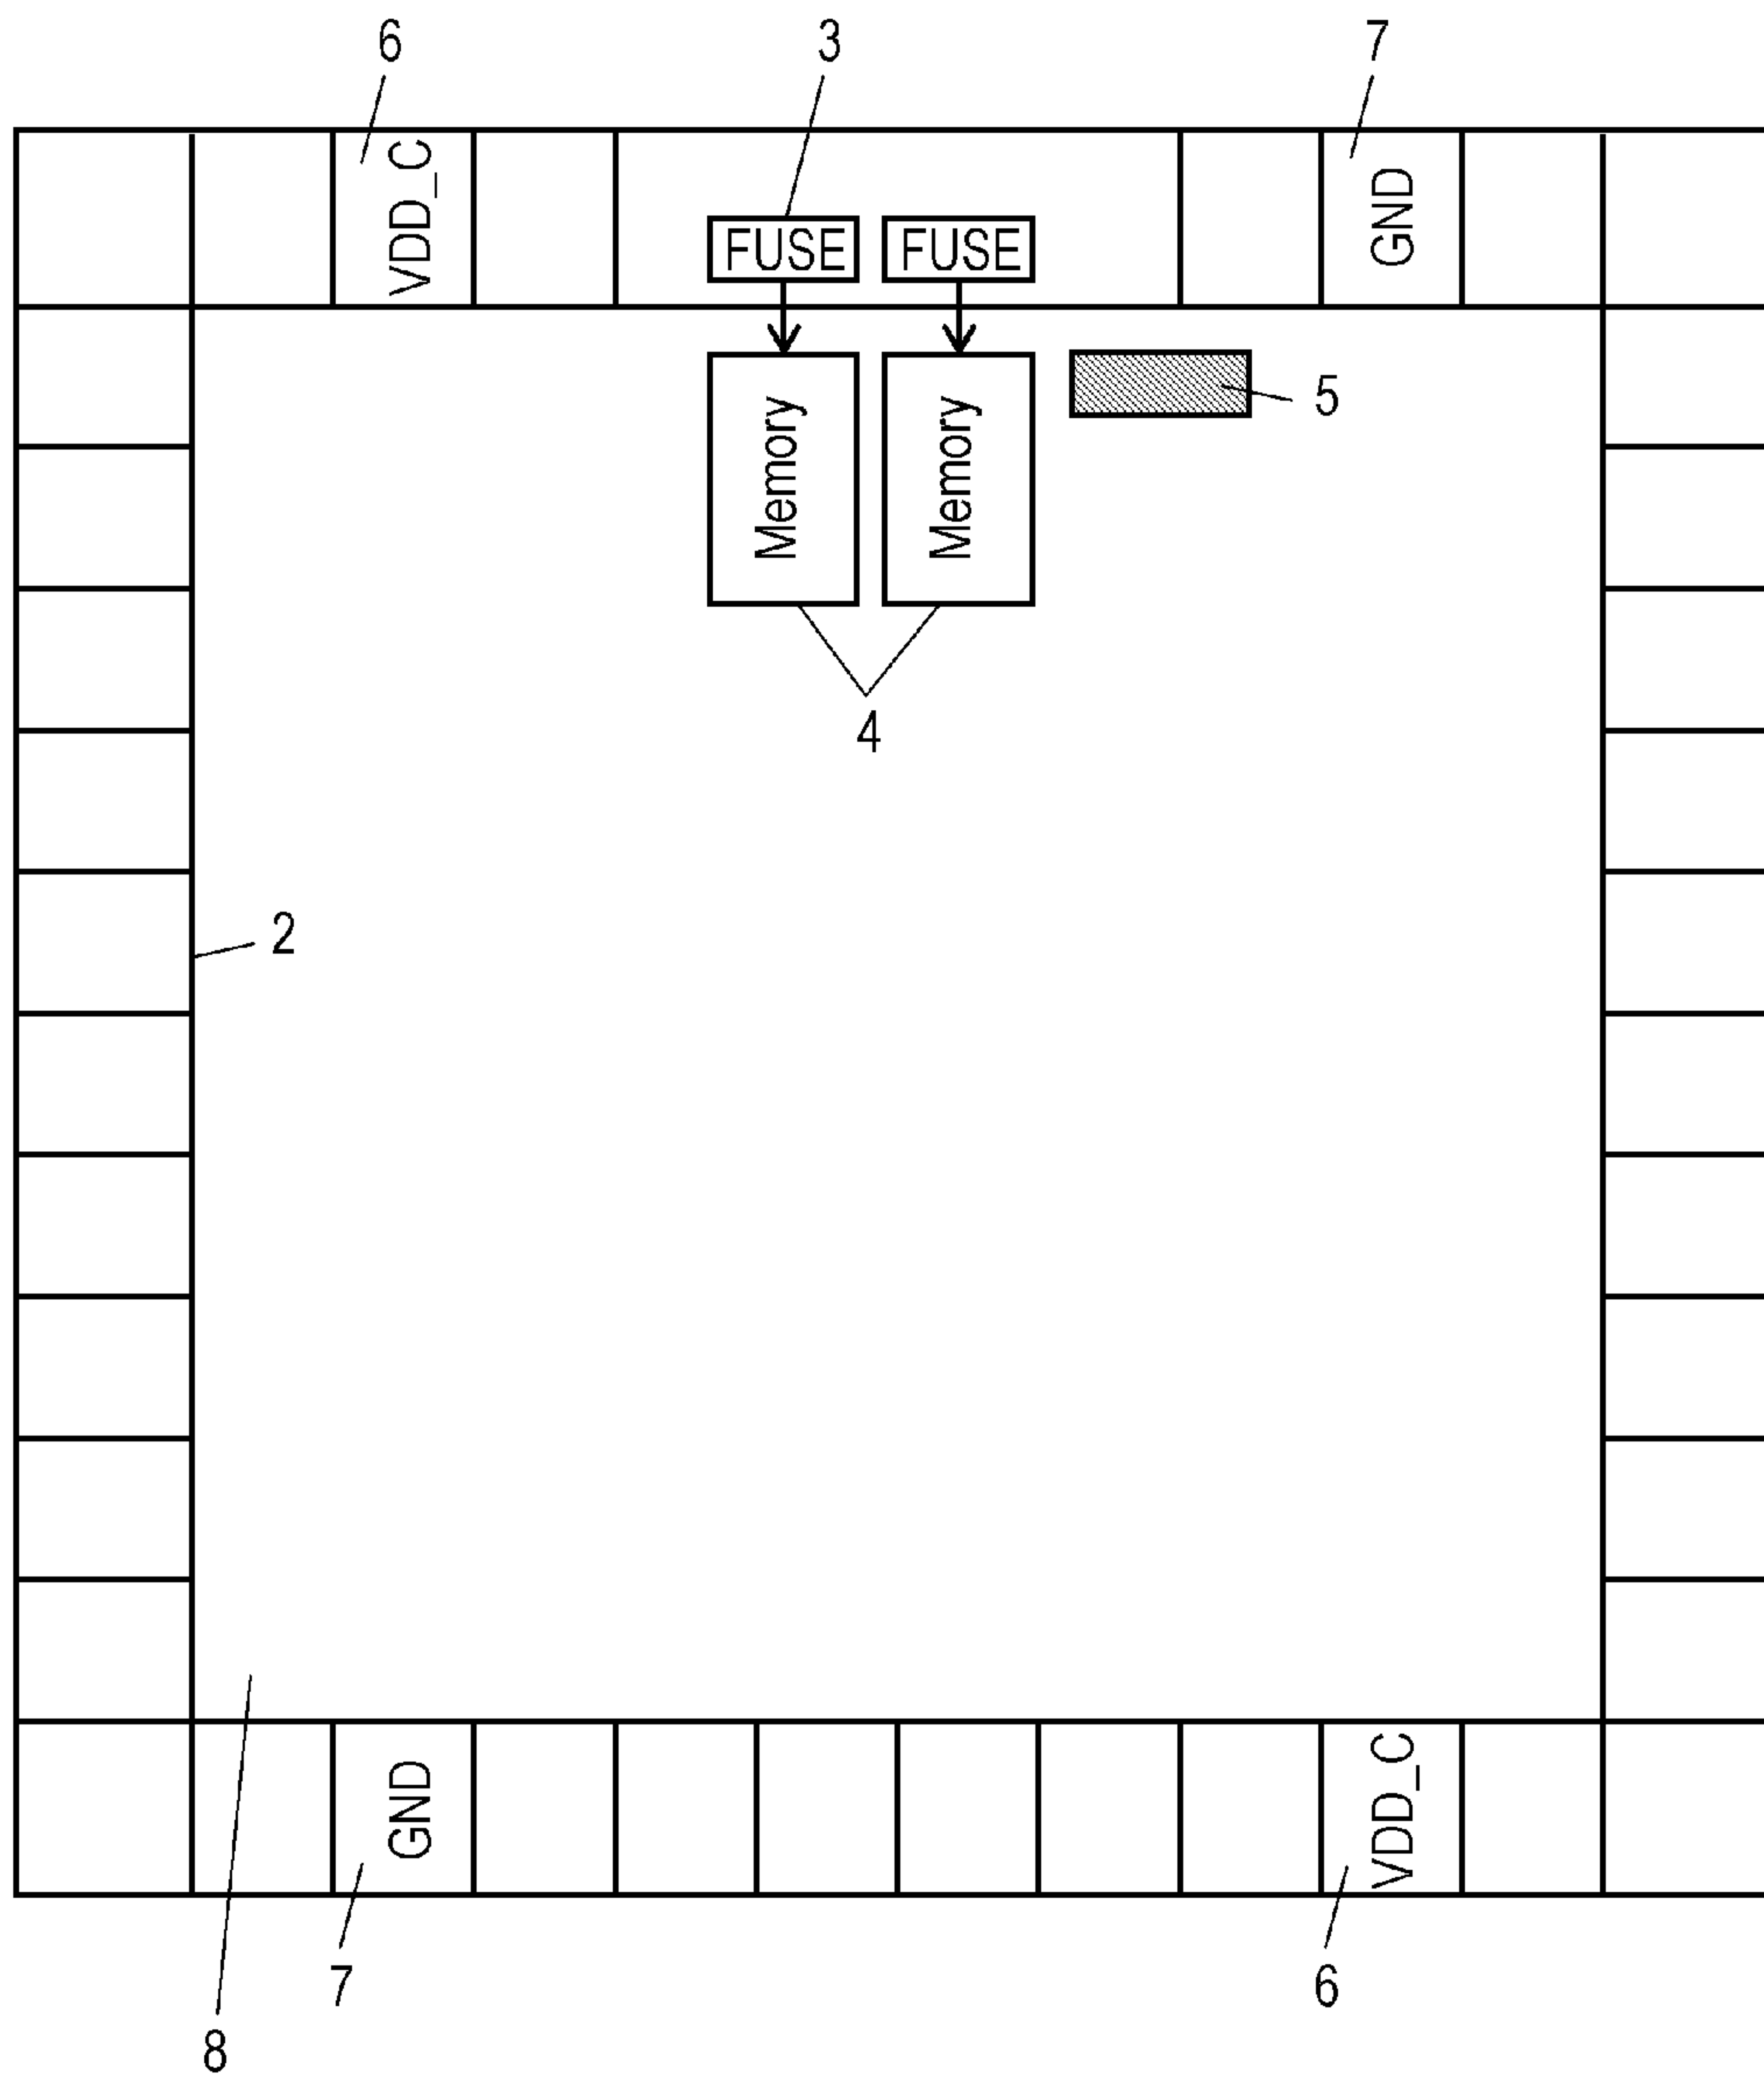 6 3 7
VDD_C GND
FUSE FUSE
5
Memory Memory
4
2
GND VDD_C
7 6
8